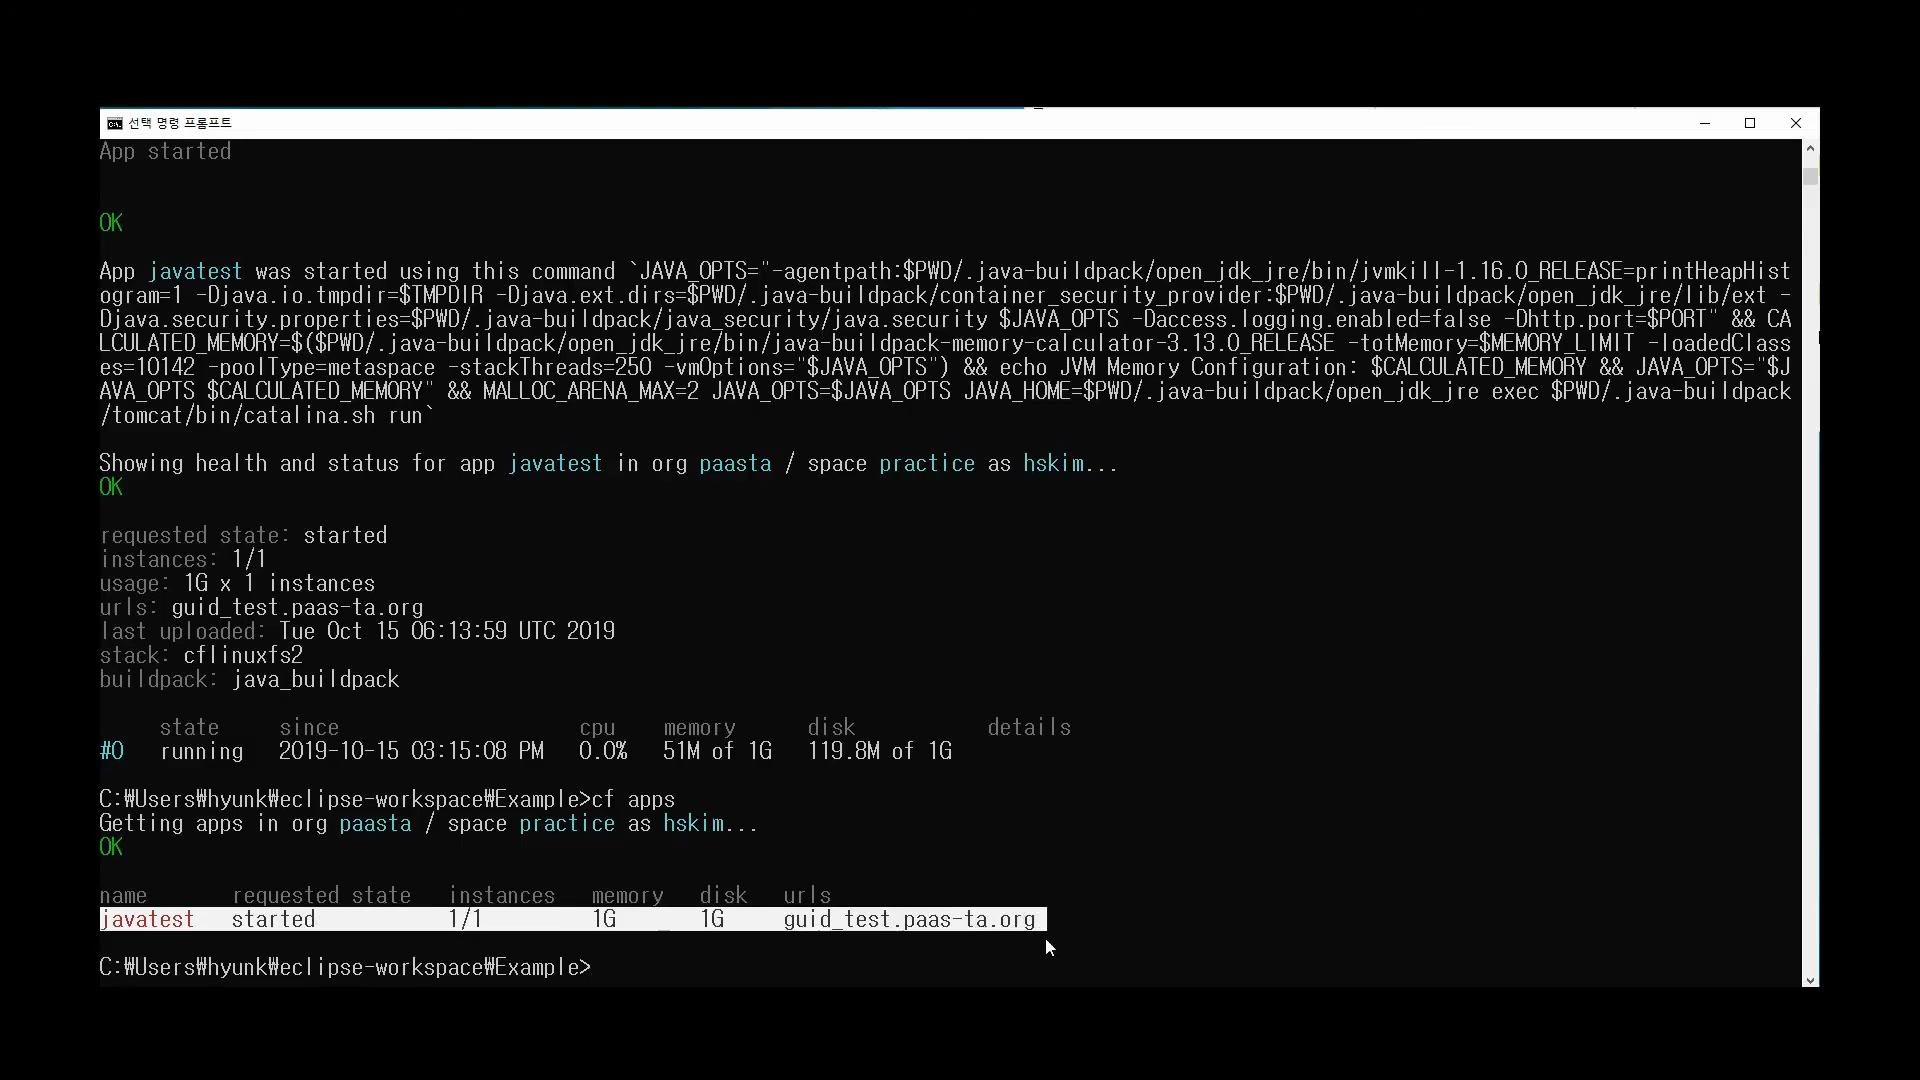 선택 명령 프롬프트
App started
OK
App javatest was started using this command `JAVA_OPTS="-agentpath:$PWD/.java-buildpack/open_jdk_jre/bin/jvmkill-1.16.0_RELEASE=printHeapHist
ogram=1 -Djava.io.tmpdir=$TMPDIR -Djava.ext.dirs=$PWD/.java-buildpack/container_security_provider:$PWD/.java-buildpack/open_jdk_jre/lib/ext -
Djava.security.properties=$PWD/.java-buildpack/java_security/java.security $JAVA_OPTS -Daccess.logging.enabled=false -Dhttp.port=$PORT" && CA
LCULATED_MEMORY=$($PWD/.java-buildpack/open_jdk_jre/bin/java-buildpack-memory-calculator-3.13.0_RELEASE -totMemory=$MEMORY_LIMIT -loadedClass
es=10142 -poolType=metaspace -stackThreads=250 -vmOptions="$JAVA_OPTS") && echo JVM Memory Configuration: $CALCULATED_MEMORY && JAVA_OPTS="$J
AVA_OPTS $CALCULATED_MEMORY" && MALLOC_ARENA_MAX=2 JAVA_OPTS=$JAVA_OPTS JAVA_HOME=$PWD/.java-buildpack/open_jdk_jre exec $PWD/.java-buildpack
/tomcat/bin/catalina.sh run`
Showing health and status for app javatest in org paasta / space practice as hskim...
OK
requested state: started
instances: 1/1
usage: 1G x 1 instances
urls: guid_test.paas-ta.org
last uploaded: Tue Oct 15 06:13:59 UTC 2019
stack: cflinuxfs2
buildpack: java_buildpack
state since cpu memory disk details
#0 running 2019-10-15 03:15:08 PM 0.0% 51M of 1G 119.8M of 1G
C:₩Users₩hyunk₩eclipse-workspace₩Example>cf apps
Getting apps in org paasta / space practice as hskim...
OK
name requested state instances memory disk urls
javatest started 1/1 1G 1G guid_test.paas-ta.org
C:₩Users₩hyunk₩eclipse-workspace₩Example>